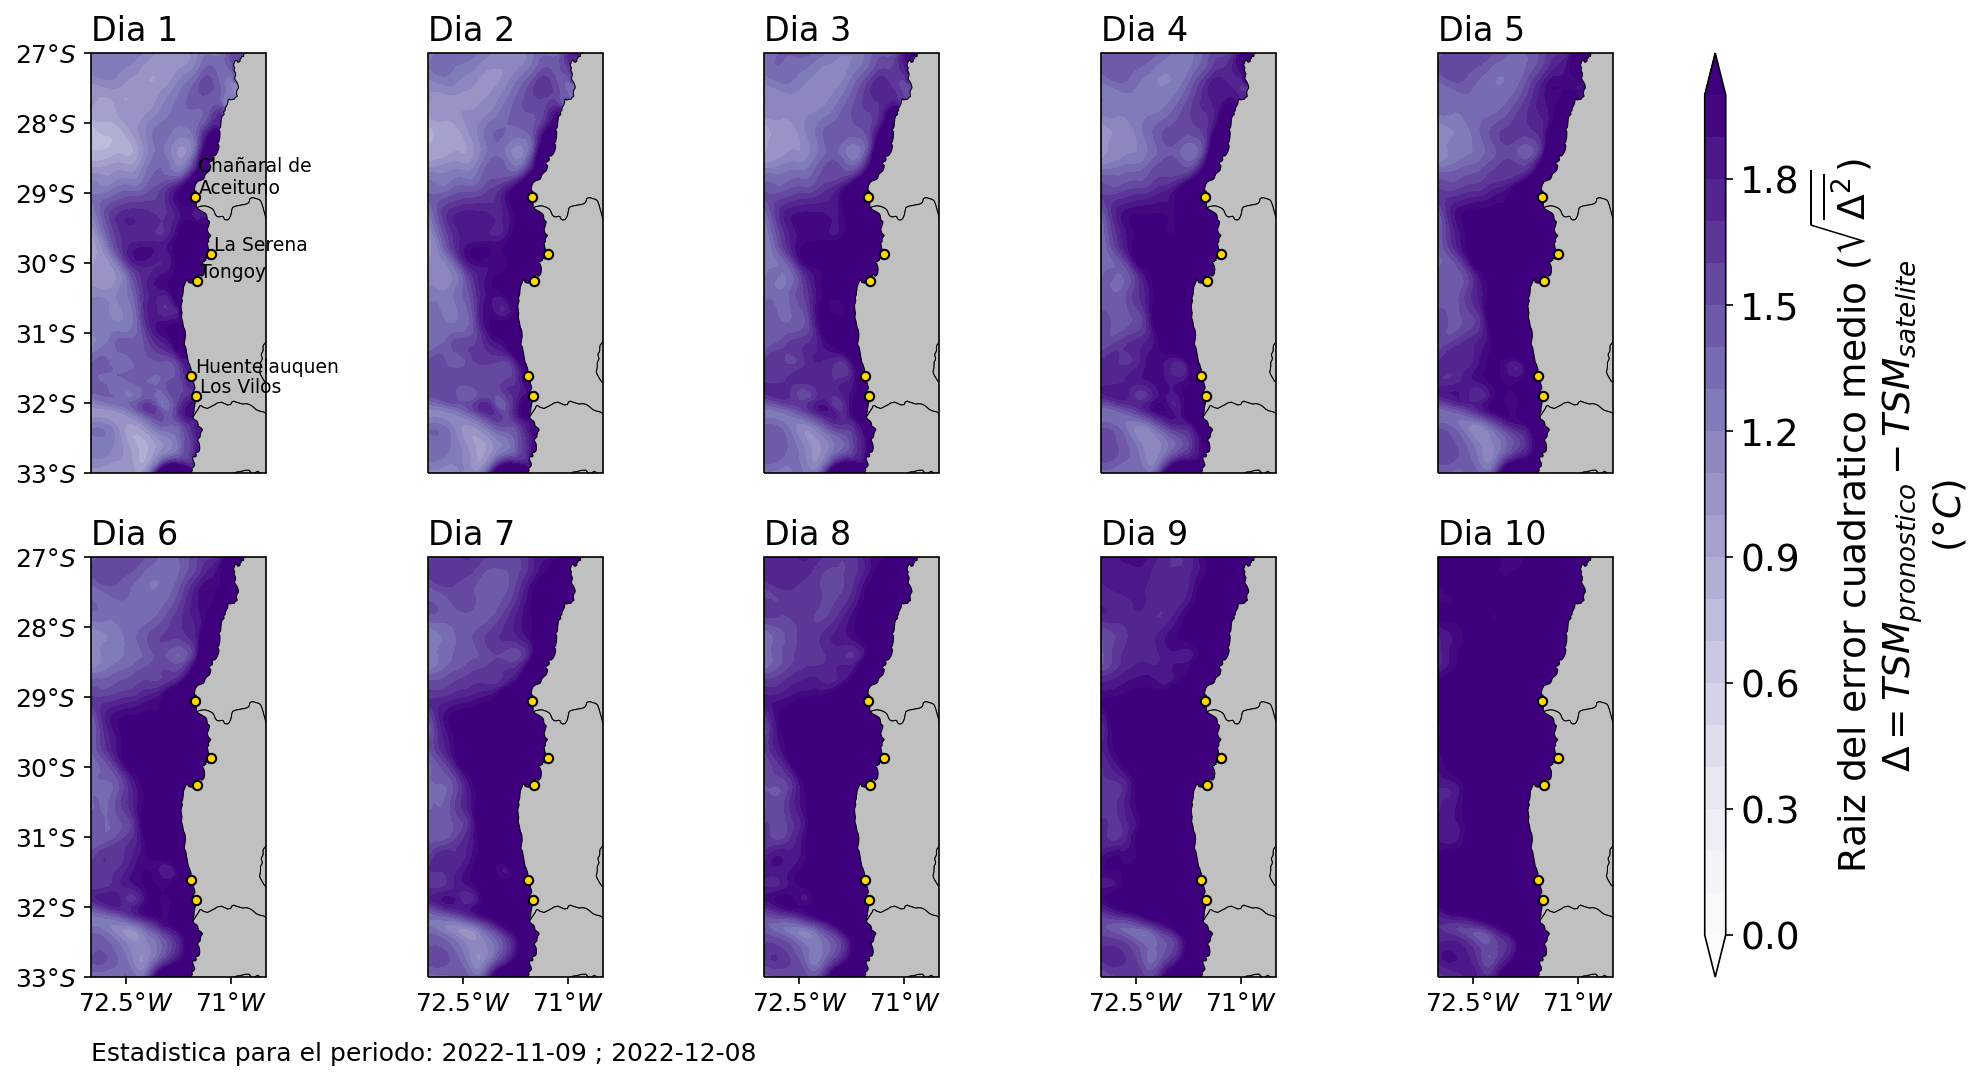 Dia 1
Dia 2
Dia 3
Dia 4
Dia 5
27°S
28°S
29°S
30°S
31°S
32°S
33°S
Chañaral de
Aceituno
La Serena
Tongoy
Huentelauquen
Los Vilos
Dia 6
Dia 7
Dia 8
Dia 9
Dia 10
27°S
28°S
29°S
30°S
31°S
32°S
33°S
72.5°W 71°W
72.5°W 71°W
72.5°W 71°W
72.5°W 71°W
72.5°W 71°W
1.8
1.5
1.2
0.9
0.6
0.3
0.0
Raiz del error cuadratico medio (√Δ̅²)
Δ = TSM_pronostico − TSM_satelite
(°C)
Estadistica para el periodo: 2022-11-09 ; 2022-12-08